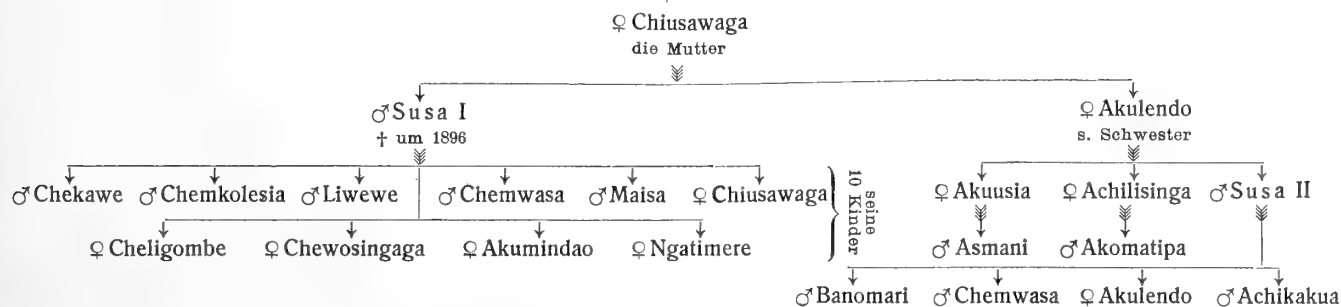 ♀ Chiusawaga
die Mutter
♂ Susa I
† um 1896
♀ Akulendo
s. Schwester
♂ Chekawe ♂ Chemkolesia ♂ Liwewe ♂ Chemwasa ♂ Maisa ♀ Chiusawaga
♀ Cheligombe ♀ Chewosingaga ♀ Akumindao ♀ Ngatimere
seine
10 Kinder
♀ Akuusia ♀ Achilisinga ♂ Susa II
♂ Asmani ♂ Akomatipa
♂ Banomari ♂ Chemwasa ♀ Akulendo ♂ Achikakua